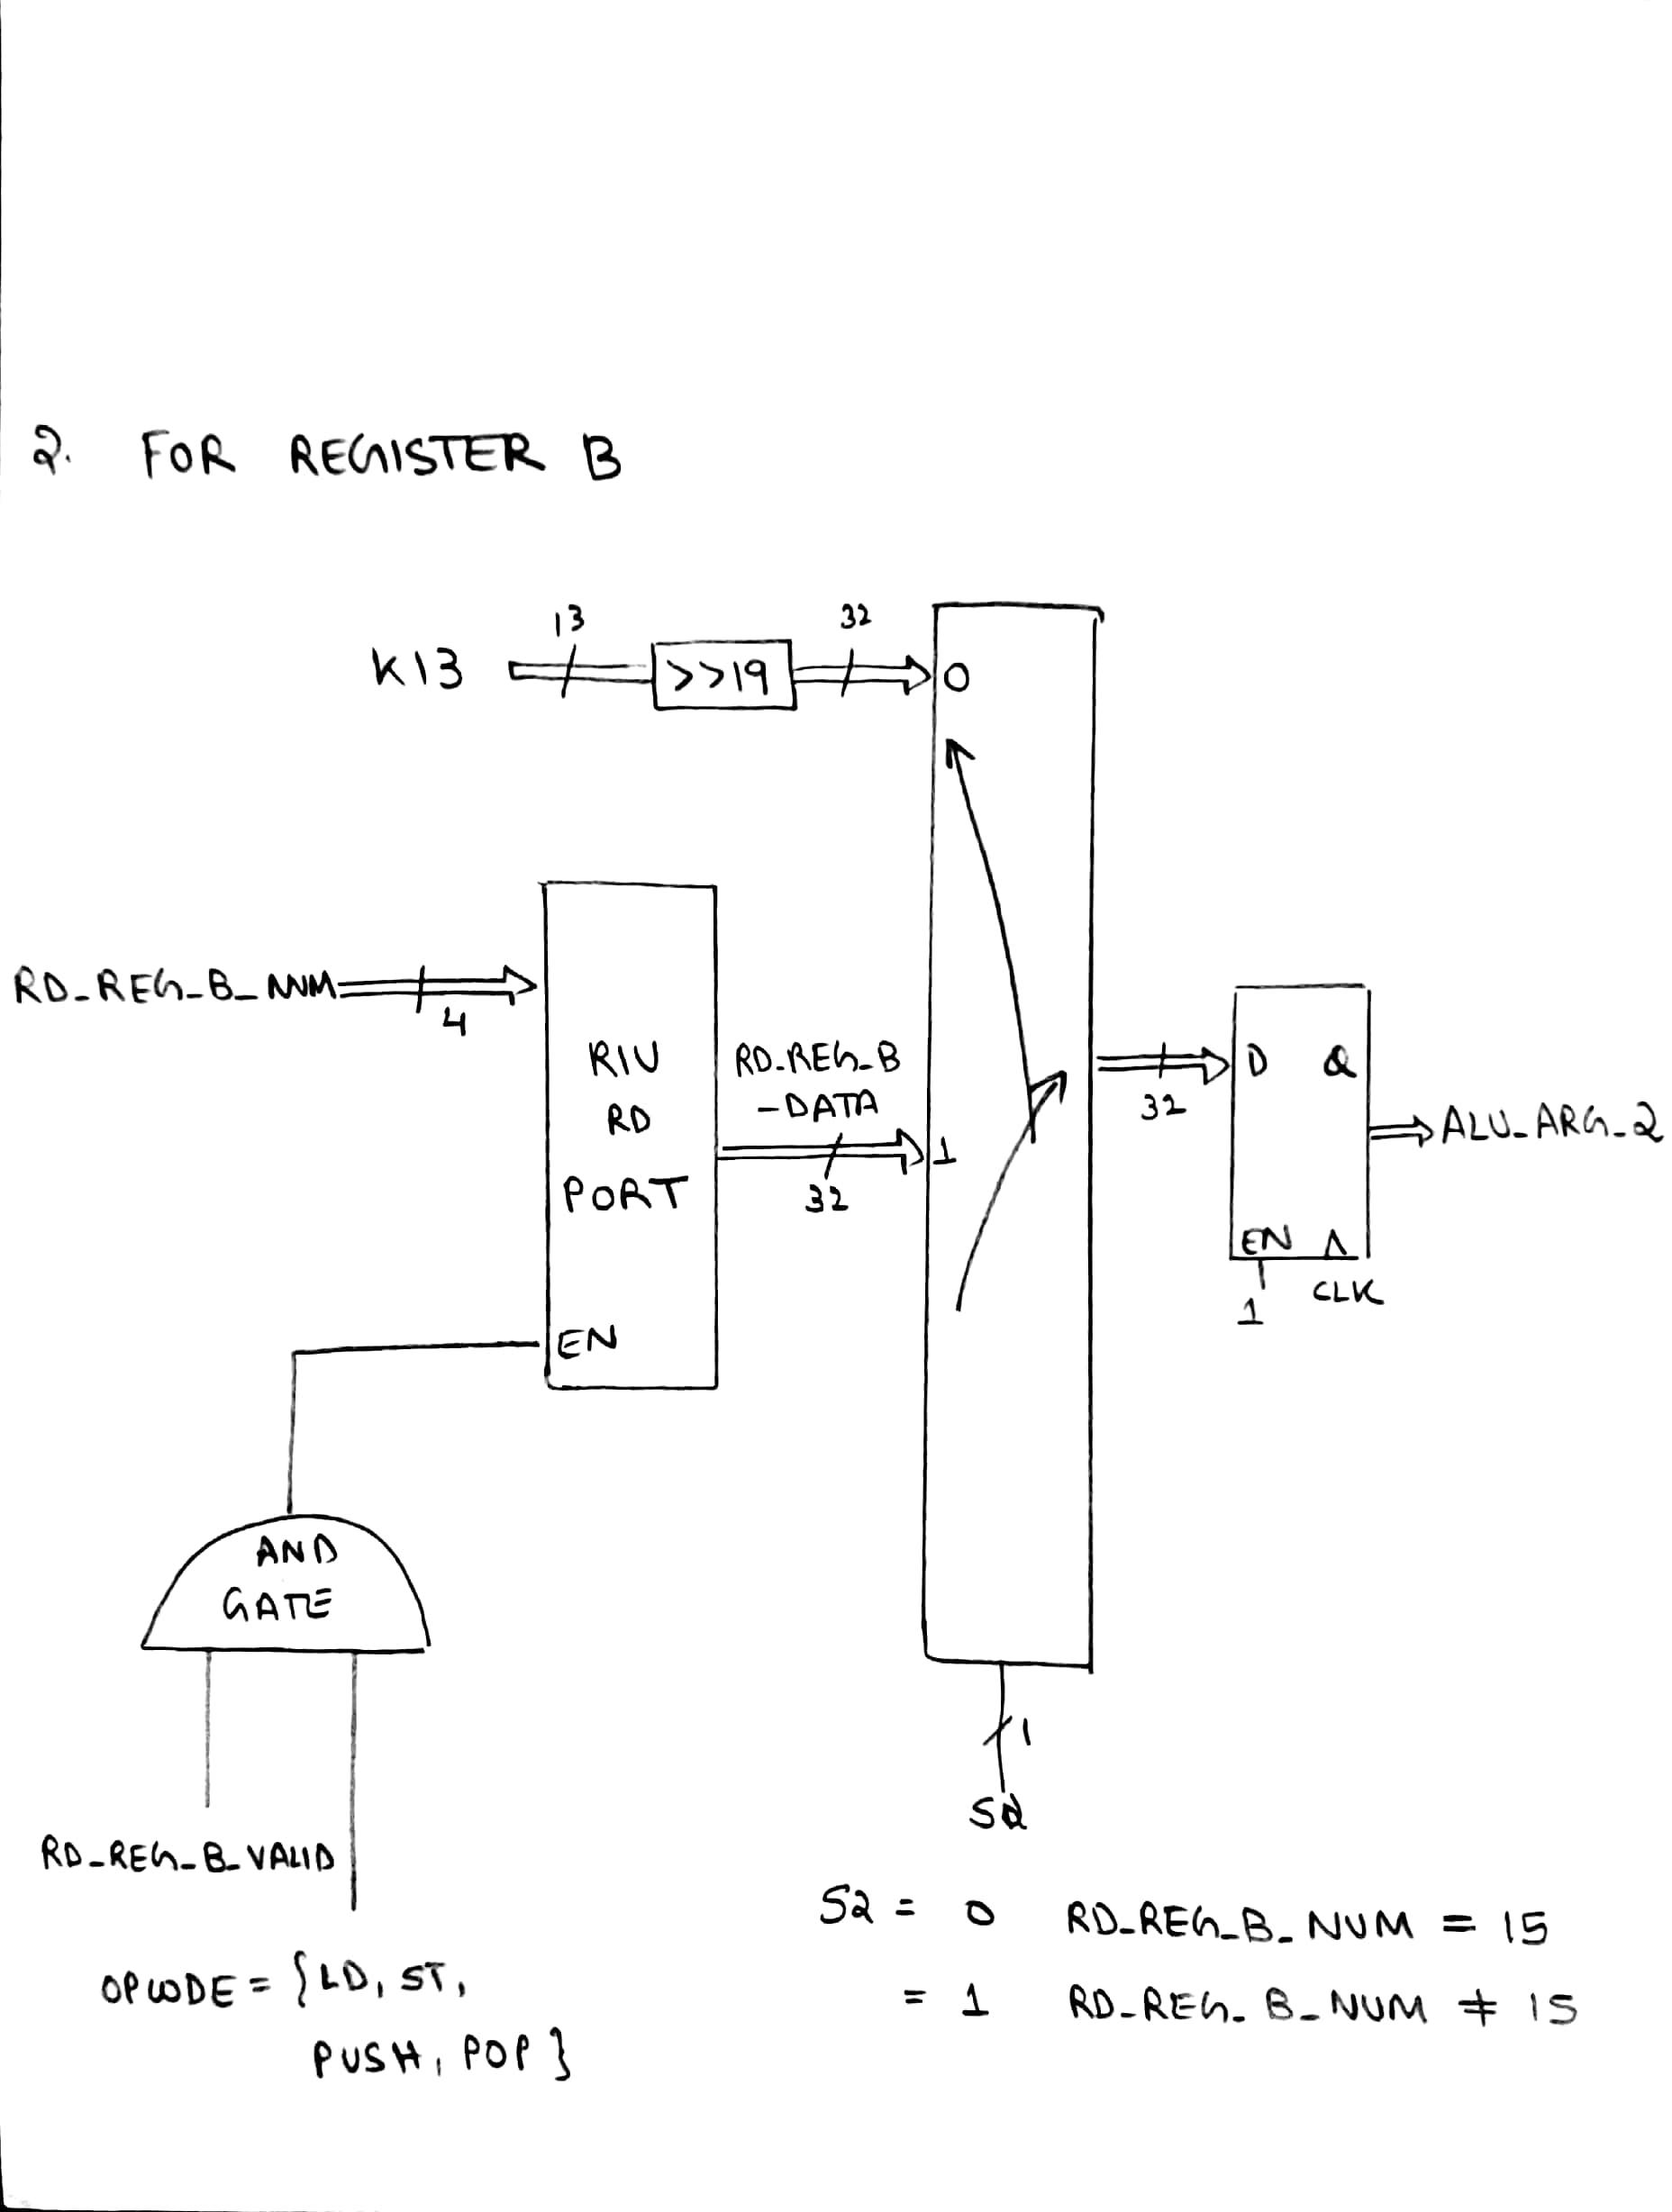 2. FOR REGISTER B
13
32
K13
>>19
0
RD_REG_B_NUM
4
RIU
RD
PORT
EN
RD_REG_B
_DATA
32
1
32
D Q
EN
CLK
1
ALU_ARG_2
AND
GATE
RD_REG_B_VALID
OPCODE = {LD, ST,
PUSH, POP}
1
S2
S2 = 0 RD_REG_B_NUM = 15
= 1 RD_REG_B_NUM ≠ 15